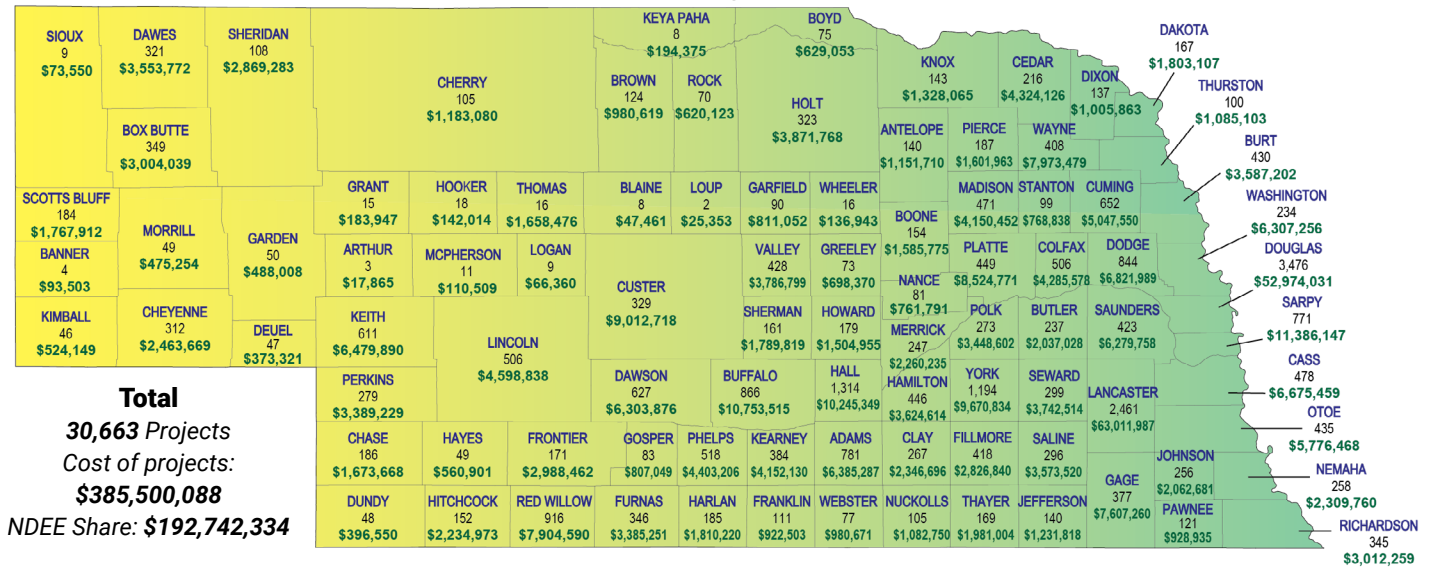 KEYA PAHA
8
$194,375
BOYD
75
$629,053
SIOUX
9
$73,550
DAWES
321
$3,553,772
SHERIDAN
108
$2,869,283
CHERRY
105
$1,183,080
BROWN
124
$980,619
ROCK
70
$620,123
HOLT
323
$3,871,768
KNOX
143
$1,328,065
CEDAR
216
$4,324,126
DIXON
137
$1,005,863
DAKOTA
167
$1,803,107
THURSTON
100
$1,085,103
BOX BUTTE
349
$3,004,039
ANTELOPE
140
$1,151,710
PIERCE
187
$1,601,963
WAYNE
408
$7,973,479
BURT
430
$3,587,202
SCOTTS BLUFF
184
$1,767,912
GRANT
15
$183,947
HOOKER
18
$142,014
THOMAS
16
$1,658,476
BLAINE
8
$47,461
LOUP
2
$25,353
GARFIELD
90
$811,052
WHEELER
16
$136,943
BOONE
154
$1,585,775
MADISON
471
$4,150,452
STANTON
99
$768,838
CUMING
652
$5,047,550
WASHINGTON
234
$6,307,256
BANNER
4
$93,503
MORRILL
49
$475,254
GARDEN
50
$488,008
ARTHUR
3
$17,865
MCPHERSON
11
$110,509
LOGAN
9
$66,360
CUSTER
329
$9,012,718
VALLEY
428
$3,786,799
GREELEY
73
$698,370
NANCE
81
$761,791
PLATTE
449
$8,524,771
COLFAX
506
$4,285,578
DODGE
844
$6,821,989
DOUGLAS
3,476
$52,974,031
SARPY
771
$11,386,147
KIMBALL
46
$524,149
CHEYENNE
312
$2,463,669
DEUEL
47
$373,321
KEITH
611
$6,479,890
LINCOLN
506
$4,598,838
SHERMAN
161
$1,789,819
HOWARD
179
$1,504,955
MERRICK
247
$2,260,235
POLK
273
$3,448,602
BUTLER
237
$2,037,028
SAUNDERS
423
$6,279,758
CASS
478
$6,675,459
PERKINS
279
$3,389,229
DAWSON
627
$6,303,876
BUFFALO
866
$10,753,515
HALL
1,314
$10,245,349
HAMILTON
446
$3,624,614
YORK
1,194
$9,670,834
SEWARD
299
$3,742,514
LANCASTER
2,461
$63,011,987
OTOE
435
$5,776,468
CHASE
186
$1,673,668
HAYES
49
$560,901
FRONTIER
171
$2,988,462
GOSPER
83
$807,049
PHELPS
518
$4,403,206
KEARNEY
384
$4,152,130
ADAMS
781
$6,385,287
CLAY
267
$2,346,696
FILLMORE
418
$2,826,840
SALINE
296
$3,573,520
GAGE
377
$7,607,260
JOHNSON
256
$2,062,681
NEMAHA
258
$2,309,760
DUNDY
48
$396,550
HITCHCOCK
152
$2,234,973
RED WILLOW
916
$7,904,590
FURNAS
346
$3,385,251
HARLAN
185
$1,810,220
FRANKLIN
111
$922,503
WEBSTER
77
$980,671
NUCKOLLS
105
$1,082,750
THAYER
169
$1,981,004
JEFFERSON
140
$1,231,818
PAWNEE
121
$928,935
RICHARDSON
345
$3,012,259
Total
30,663 Projects
Cost of projects:
$385,500,088
NDEE Share: $192,742,334